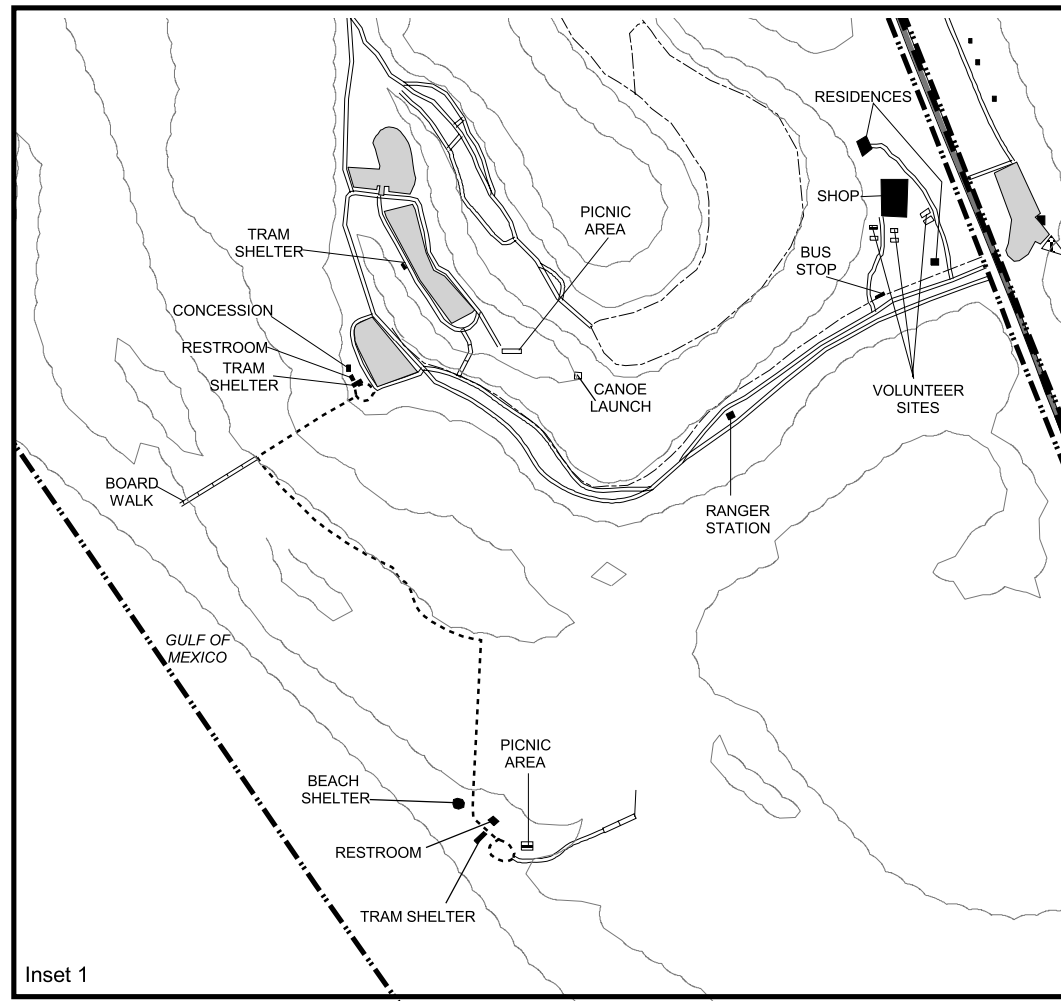 RESIDENCES
SHOP
PICNIC
AREA
TRAM
SHELTER
BUS
STOP
CONCESSION
RESTROOM
TRAM
SHELTER
CANOE
LAUNCH
VOLUNTEER
SITES
BOARD
WALK
RANGER
STATION
GULF OF
MEXICO
PICNIC
AREA
BEACH
SHELTER
RESTROOM
TRAM SHELTER
Inset 1